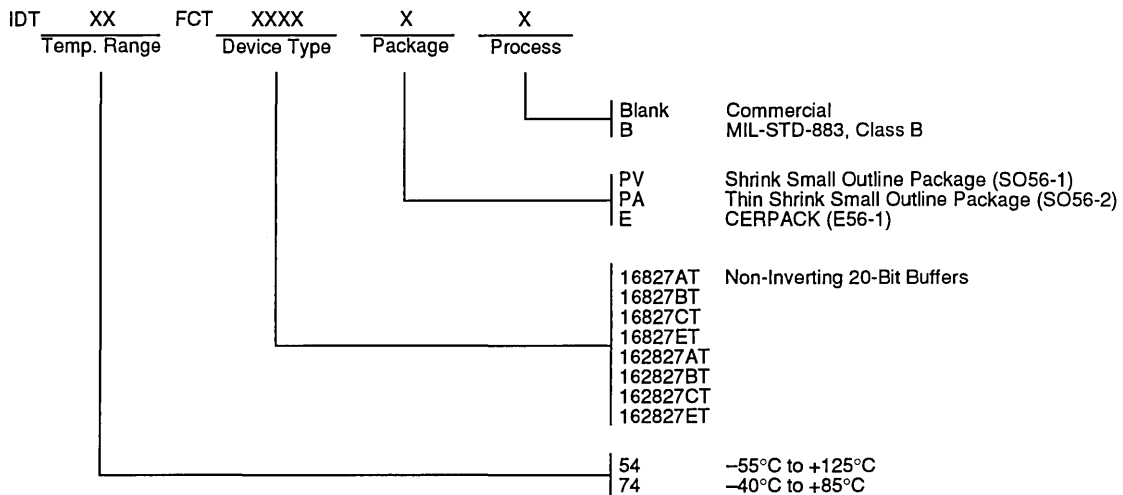 IDT XX FCT XXXX X X
Temp. Range Device Type Package Process
Blank Commercial
B MIL-STD-883, Class B
PV Shrink Small Outline Package (SO56-1)
PA Thin Shrink Small Outline Package (SO56-2)
E CERPACK (E56-1)
16827AT Non-Inverting 20-Bit Buffers
16827BT
16827CT
16827ET
162827AT
162827BT
162827CT
162827ET
54 –55°C to +125°C
74 –40°C to +85°C